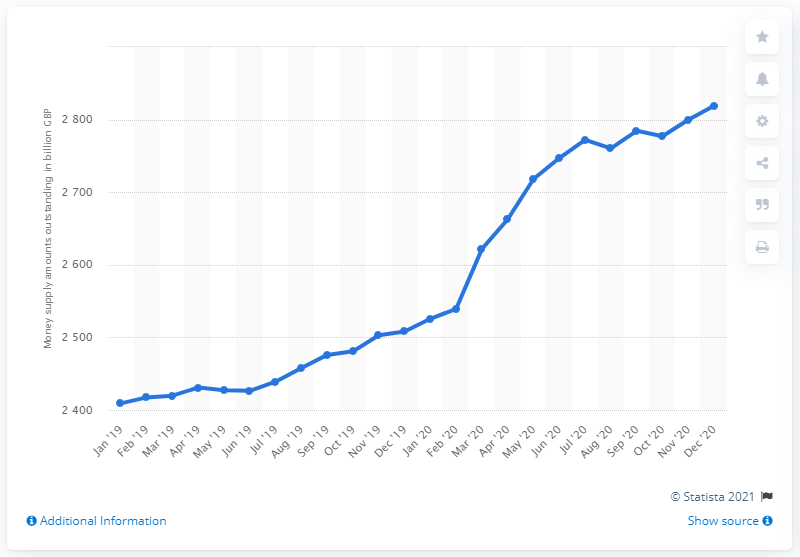 Money supply amounts outstanding in billion GBP
2 800
2 700
2 600
2 500
2 400
Jan '19
Feb '19
Mar '19
Apr '19
May '19
Jun '19
Jul '19
Aug '19
Sep '19
Oct '19
Nov '19
Dec '19
Jan '20
Feb '20
Mar '20
Apr '20
May '20
Jun '20
Jul '20
Aug '20
Sep '20
Oct '20
Nov '20
Dec '20
© Statista 2021
Additional Information
Show source